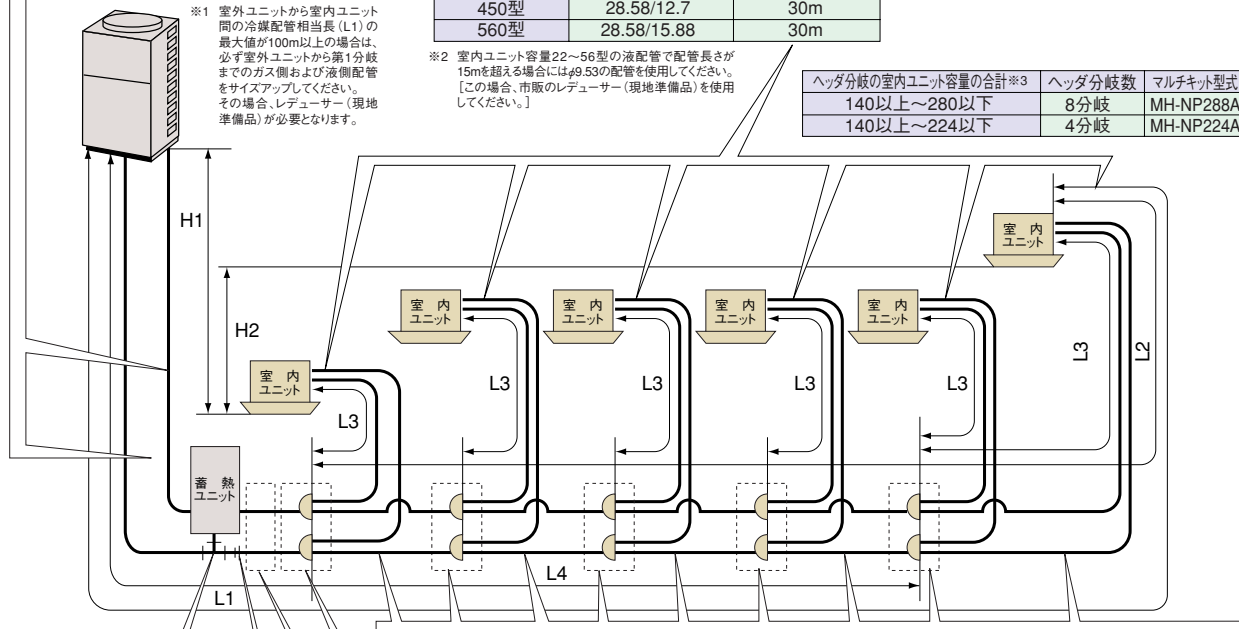 ※1 室外ユニットから室内ユニット
間の冷媒配管相当長（L1）の
最大値が100m以上の場合は、
必ず室外ユニットから第1分岐
までのガス側および液側配管
をサイズアップしてください。
その場合、レデューサー（現地
準備品）が必要となります。
450型 28.58/12.7 30m
560型 28.58/15.88 30m
※2 室内ユニット容量22～56型の液配管で配管長さが
15mを超える場合にはφ9.53の配管を使用してください。
［この場合、市販のレデューサー（現地準備品）を使用
してください。］
ヘッダ分岐の室内ユニット容量の合計※3 ヘッダ分岐数 マルチキット型式
140以上～280以下 8分岐 MH-NP288A
140以上～224以下 4分岐 MH-NP224A
H1
H2
室 内
ユニット
室 内
ユニット
室 内
ユニット
室 内
ユニット
室 内
ユニット
室 内
ユニット
L3
L3
L3
L3
L3
L3
L2
蓄 熱
ユニット
L4
L1